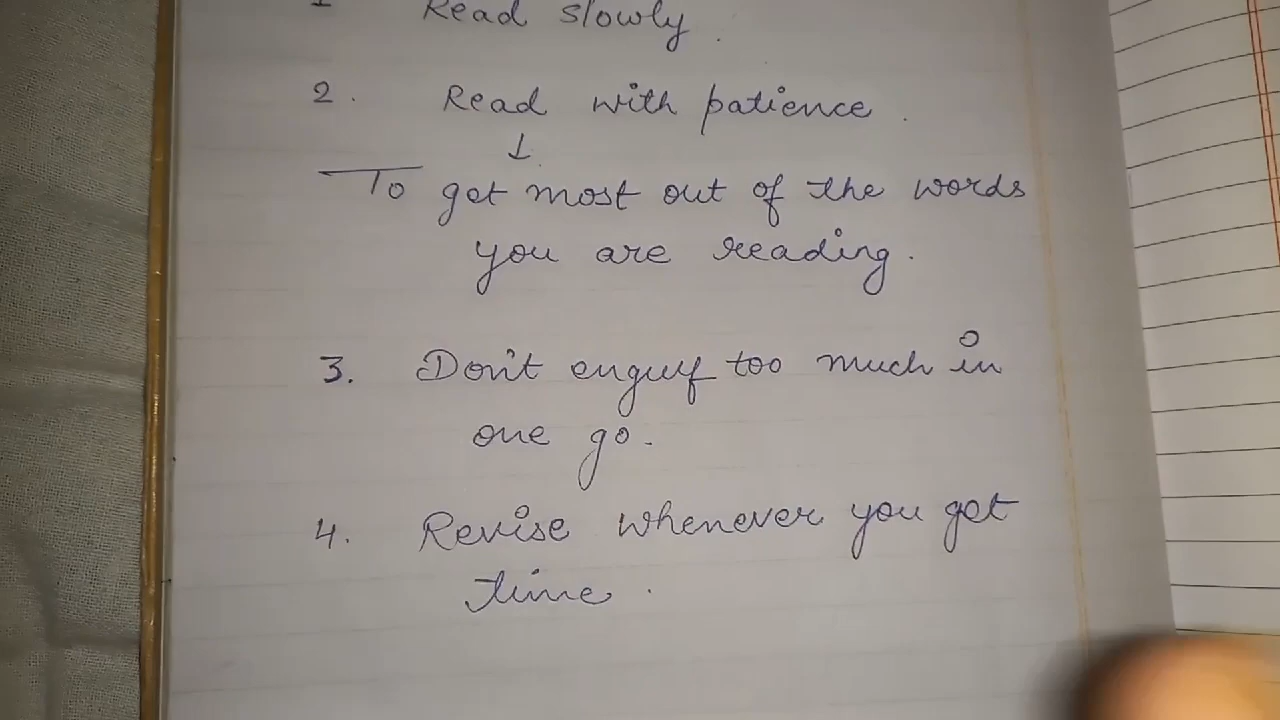 1 Read slowly.
2. Read with patience.
↓
To get most out of the words
you are reading.
3. Don't engulf too much in
one go.
4. Revise whenever you get
time.